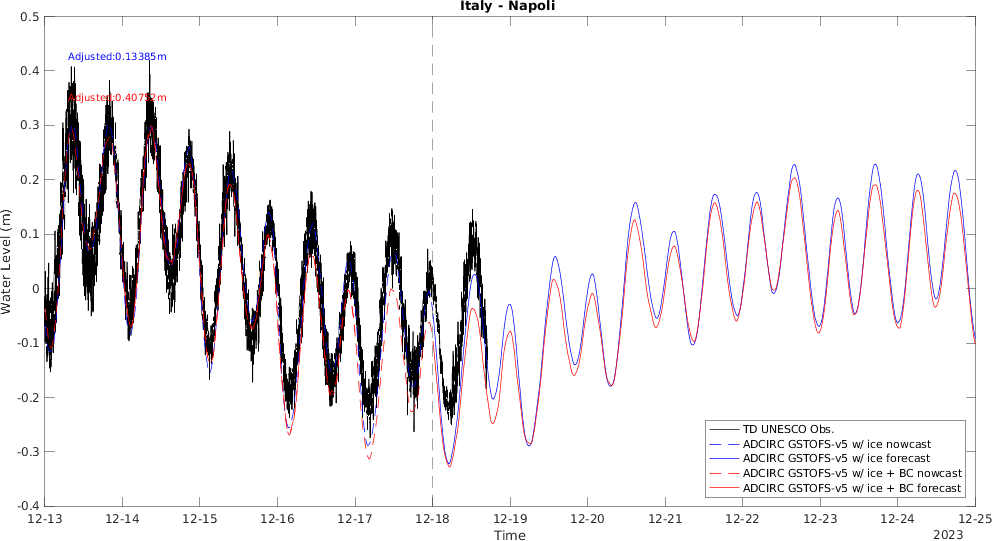 Italy - Napoli
0.5
0.4
0.3
0.2
0.1
0
-0.1
-0.2
-0.3
-0.4
Water Level (m)
Adjusted:0.13385m
Adjusted:0.40752m
TD UNESCO Obs.
ADCIRC GSTOFS-v5 w/ ice nowcast
ADCIRC GSTOFS-v5 w/ ice forecast
ADCIRC GSTOFS-v5 w/ ice + BC nowcast
ADCIRC GSTOFS-v5 w/ ice + BC forecast
12-13 12-14 12-15 12-16 12-17 12-18 12-19 12-20 12-21 12-22 12-23 12-24 12-25
Time
2023